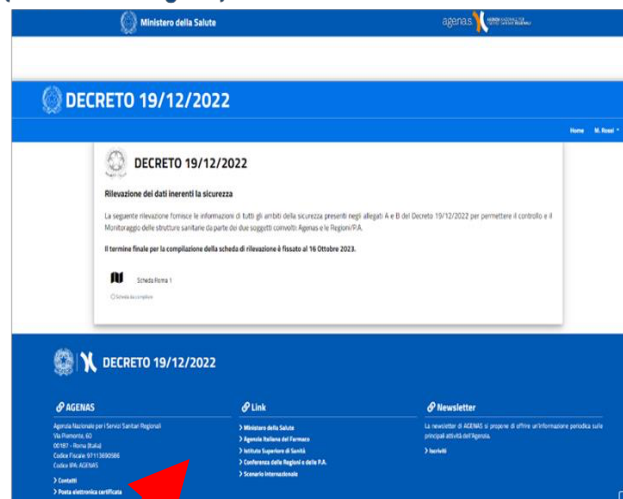 Ministero della Salute
agenas.
DECRETO 19/12/2022
Home M. Rossi
DECRETO 19/12/2022
Rilevazione dei dati inerenti la sicurezza
La seguente rilevazione fornisce le informazioni di tutti gli ambiti della sicurezza presenti negli allegati A e B del Decreto 19/12/2022 per permettere il controllo e il
Monitoraggio delle strutture sanitarie da parte dei due soggetti coinvolti: Agenas e le Regioni/P.A.
Il termine finale per la compilazione della scheda di rilevazione è fissato al 16 Ottobre 2023.
Scheda Roma 1
Scheda da compilare
DECRETO 19/12/2022
AGENAS
Agenzia Nazionale per i Servizi Sanitari Regionali
Via Piemonte, 60
00187 - Roma (Italia)
Codice Fiscale: 97113690586
Codice IPA: AGENAS
Contatti
Posta elettronica certificata
Link
Ministero della Salute
Agenzia Italiana del Farmaco
Istituto Superiore di Sanità
Conferenza delle Regioni e delle P.A.
Scenario Internazionale
Newsletter
La newsletter di AGENAS si propone di offrire un'informazione periodica sulle
principali attività dell'Agenzia.
Iscriviti